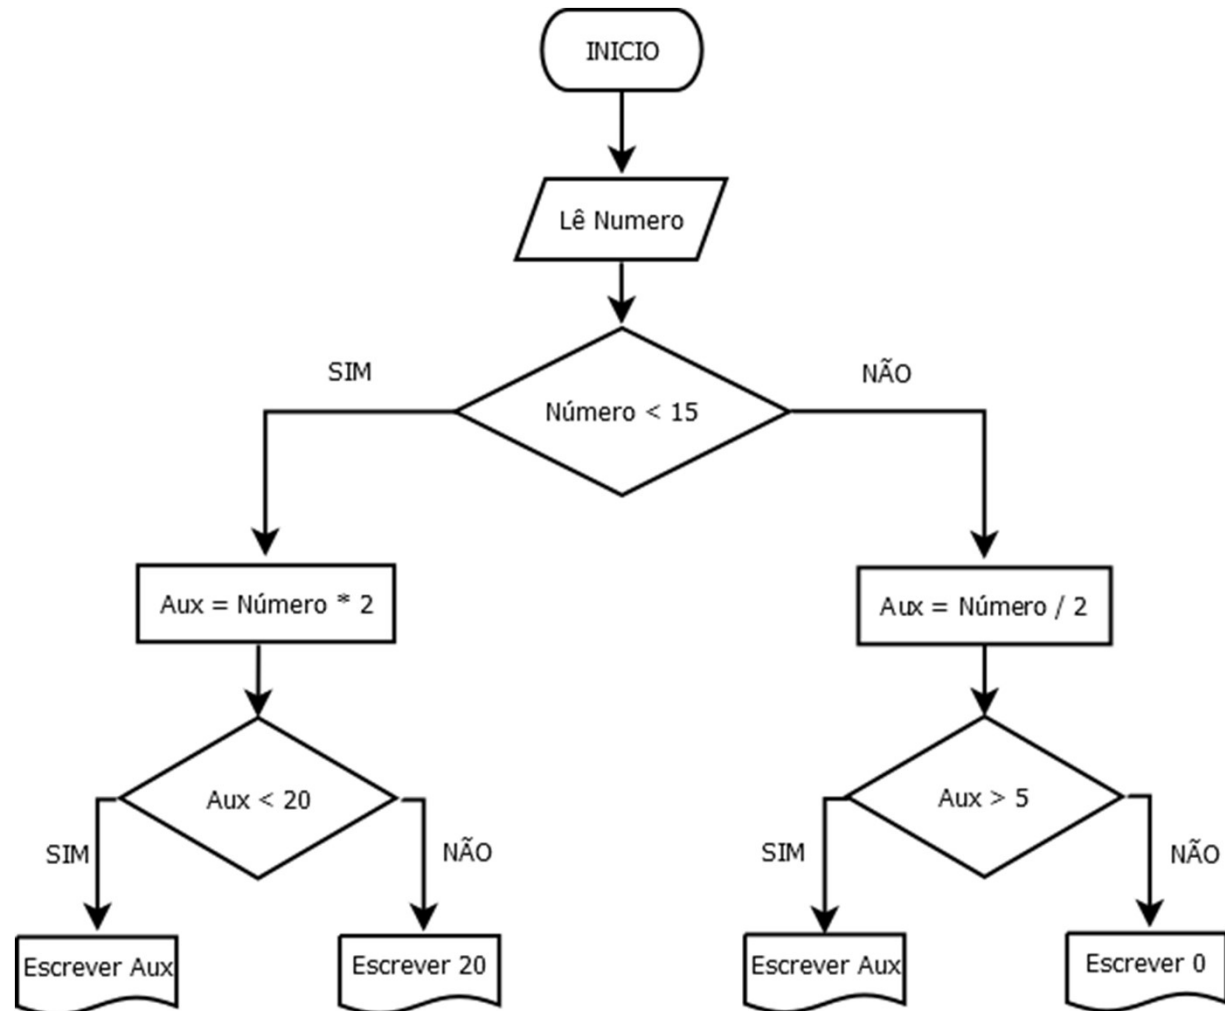 INICIO
Lê Numero
SIM
NÃO
Número < 15
Aux = Número * 2
Aux = Número / 2
Aux < 20
Aux > 5
SIM
NÃO
SIM
NÃO
Escrever Aux
Escrever 20
Escrever Aux
Escrever 0